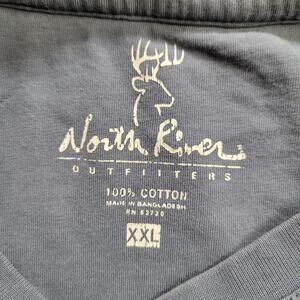 North River
OUTFITTERS
100% COTTON
MADE IN BANGLADESH
RN 63720
XXL